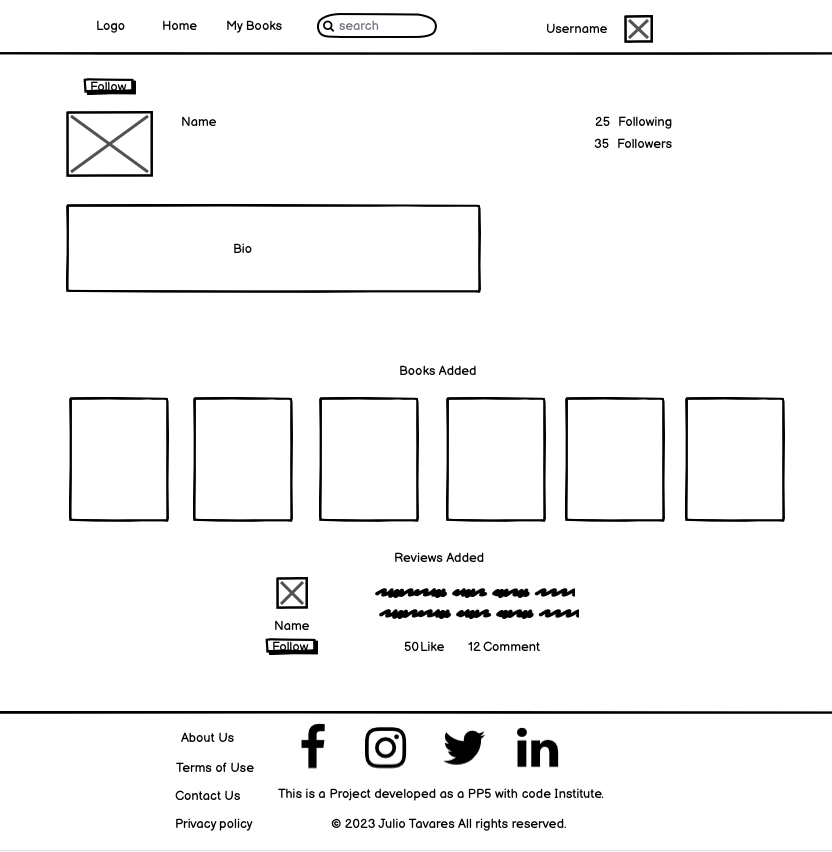 Logo Home My Books search Username
Follow
Name
25 Following
35 Followers
Bio
Books Added
Reviews Added
Name
Follow
50 Like 12 Comment
About Us
Terms of Use
Contact Us
Privacy policy
This is a Project developed as a PP5 with code Institute.
© 2023 Julio Tavares All rights reserved.